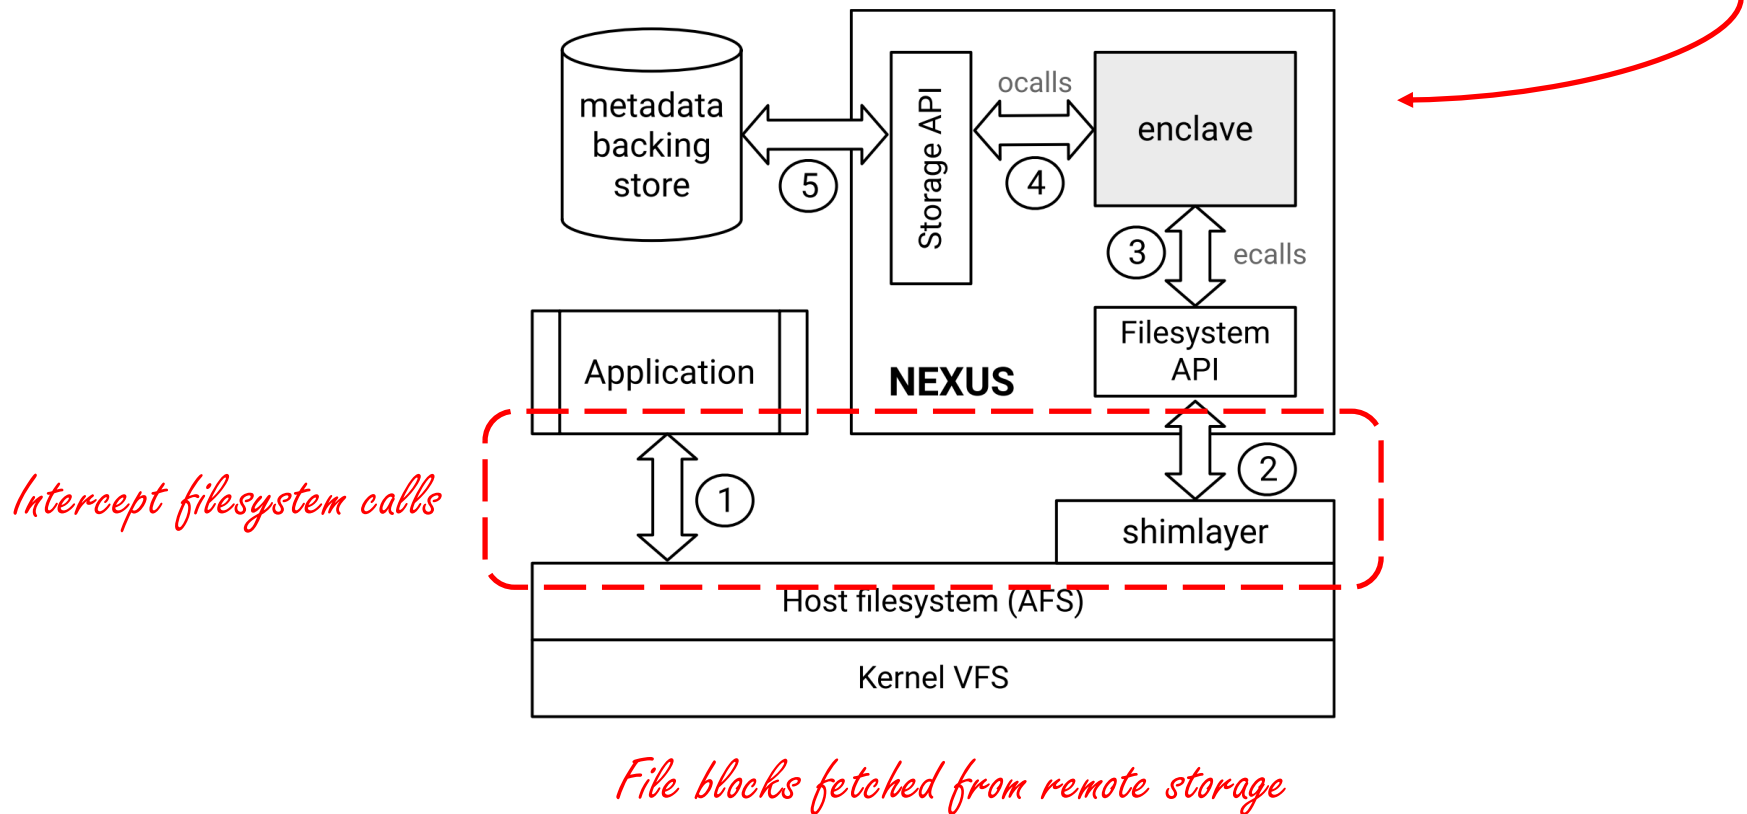 metadata
backing
store
5
Storage API
ocalls
4
enclave
3
ecalls
Filesystem
API
NEXUS
Application
2
Intercept filesystem calls
1
shimlayer
Host filesystem (AFS)
Kernel VFS
File blocks fetched from remote storage